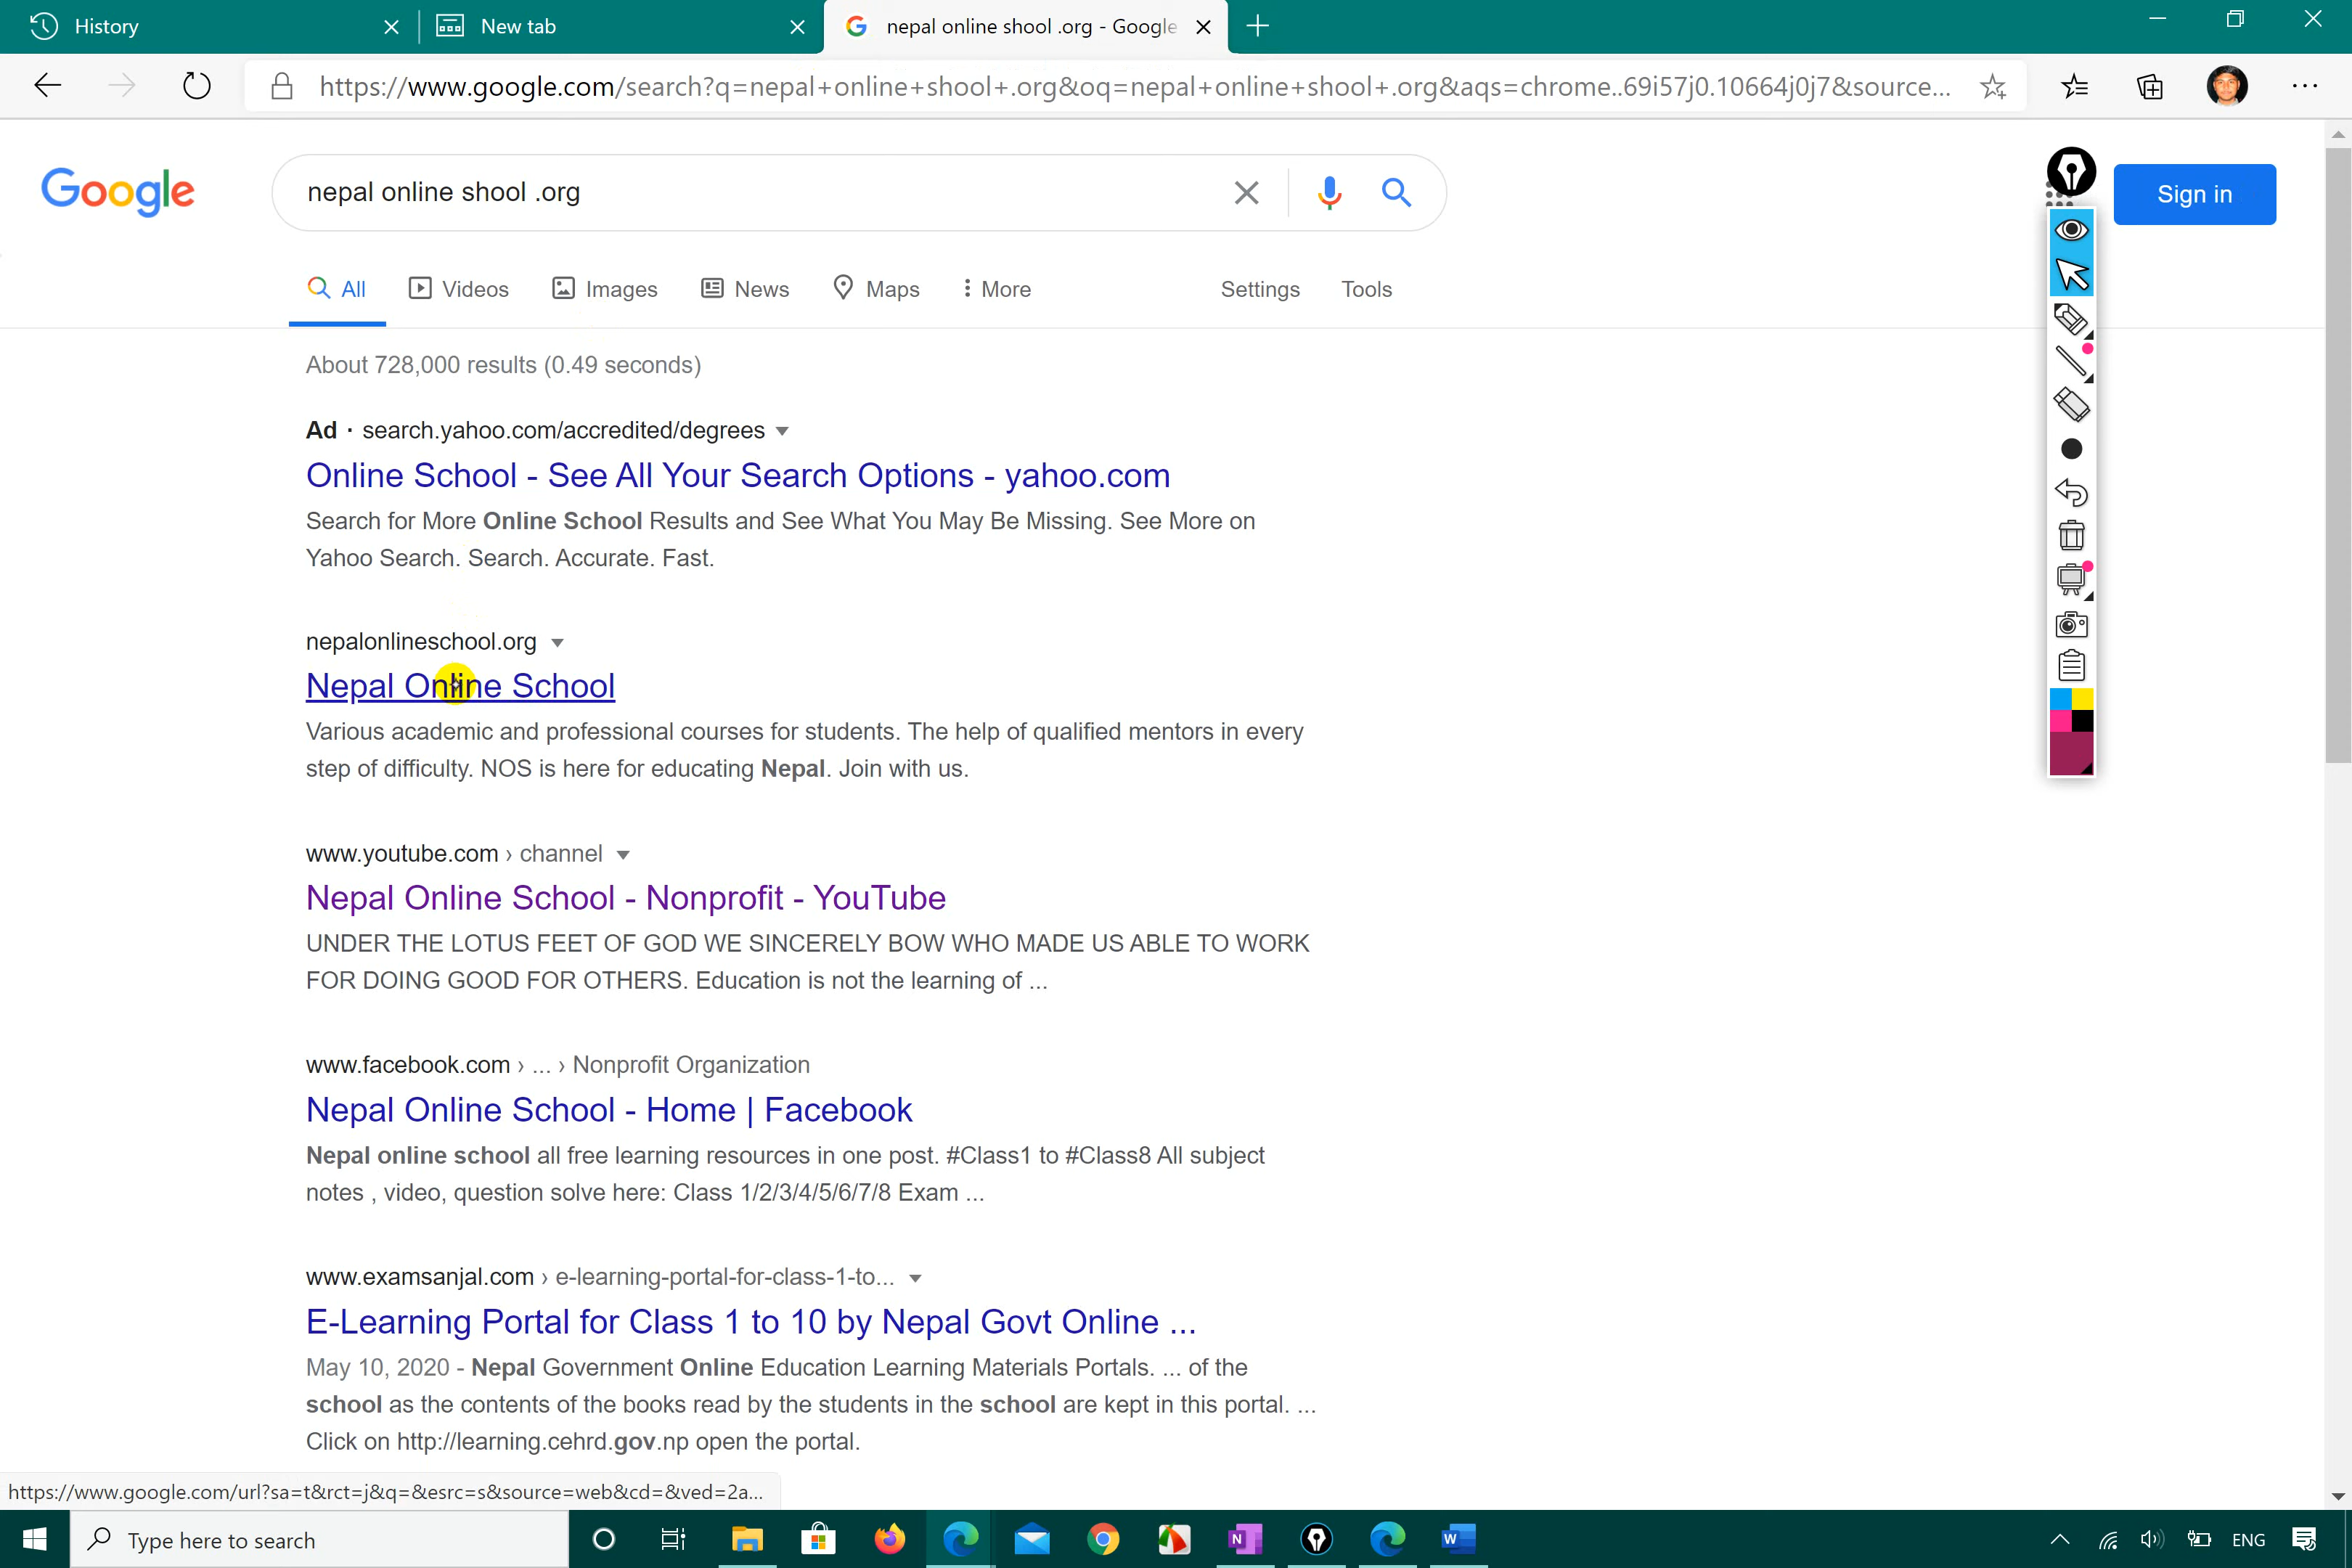 History
New tab
nepal online shool .org - Google
https://www.google.com/search?q=nepal+online+shool+.org&oq=nepal+online+shool+.org&aqs=chrome..69i57j0.10664j0j7&source...
Google
nepal online shool .org
Sign in
All Videos Images News Maps More Settings Tools
About 728,000 results (0.49 seconds)
Ad · search.yahoo.com/accredited/degrees
Online School - See All Your Search Options - yahoo.com
Search for More Online School Results and See What You May Be Missing. See More on
Yahoo Search. Search. Accurate. Fast.
nepalonlineschool.org
Nepal Online School
Various academic and professional courses for students. The help of qualified mentors in every
step of difficulty. NOS is here for educating Nepal. Join with us.
www.youtube.com › channel
Nepal Online School - Nonprofit - YouTube
UNDER THE LOTUS FEET OF GOD WE SINCERELY BOW WHO MADE US ABLE TO WORK
FOR DOING GOOD FOR OTHERS. Education is not the learning of ...
www.facebook.com › ... › Nonprofit Organization
Nepal Online School - Home | Facebook
Nepal online school all free learning resources in one post. #Class1 to #Class8 All subject
notes , video, question solve here: Class 1/2/3/4/5/6/7/8 Exam ...
www.examsanjal.com › e-learning-portal-for-class-1-to...
E-Learning Portal for Class 1 to 10 by Nepal Govt Online ...
May 10, 2020 - Nepal Government Online Education Learning Materials Portals. ... of the
school as the contents of the books read by the students in the school are kept in this portal. ...
Click on http://learning.cehrd.gov.np open the portal.
https://www.google.com/url?sa=t&rct=j&q=&esrc=s&source=web&cd=&ved=2a...
Type here to search
N
W
ENG